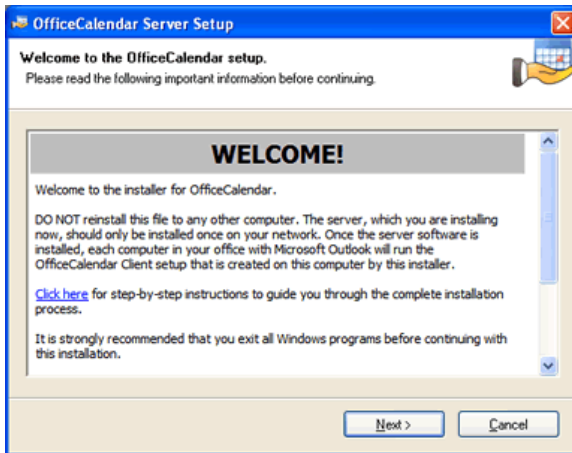 OfficeCalendar Server Setup
Welcome to the OfficeCalendar setup.
Please read the following important information before continuing.
WELCOME!
Welcome to the installer for OfficeCalendar.
DO NOT reinstall this file to any other computer. The server, which you are installing
now, should only be installed once on your network. Once the server software is
installed, each computer in your office with Microsoft Outlook will run the
OfficeCalendar Client setup that is created on this computer by this installer.
Click here for step-by-step instructions to guide you through the complete installation
process.
It is strongly recommended that you exit all Windows programs before continuing with
this installation.
Next >
Cancel